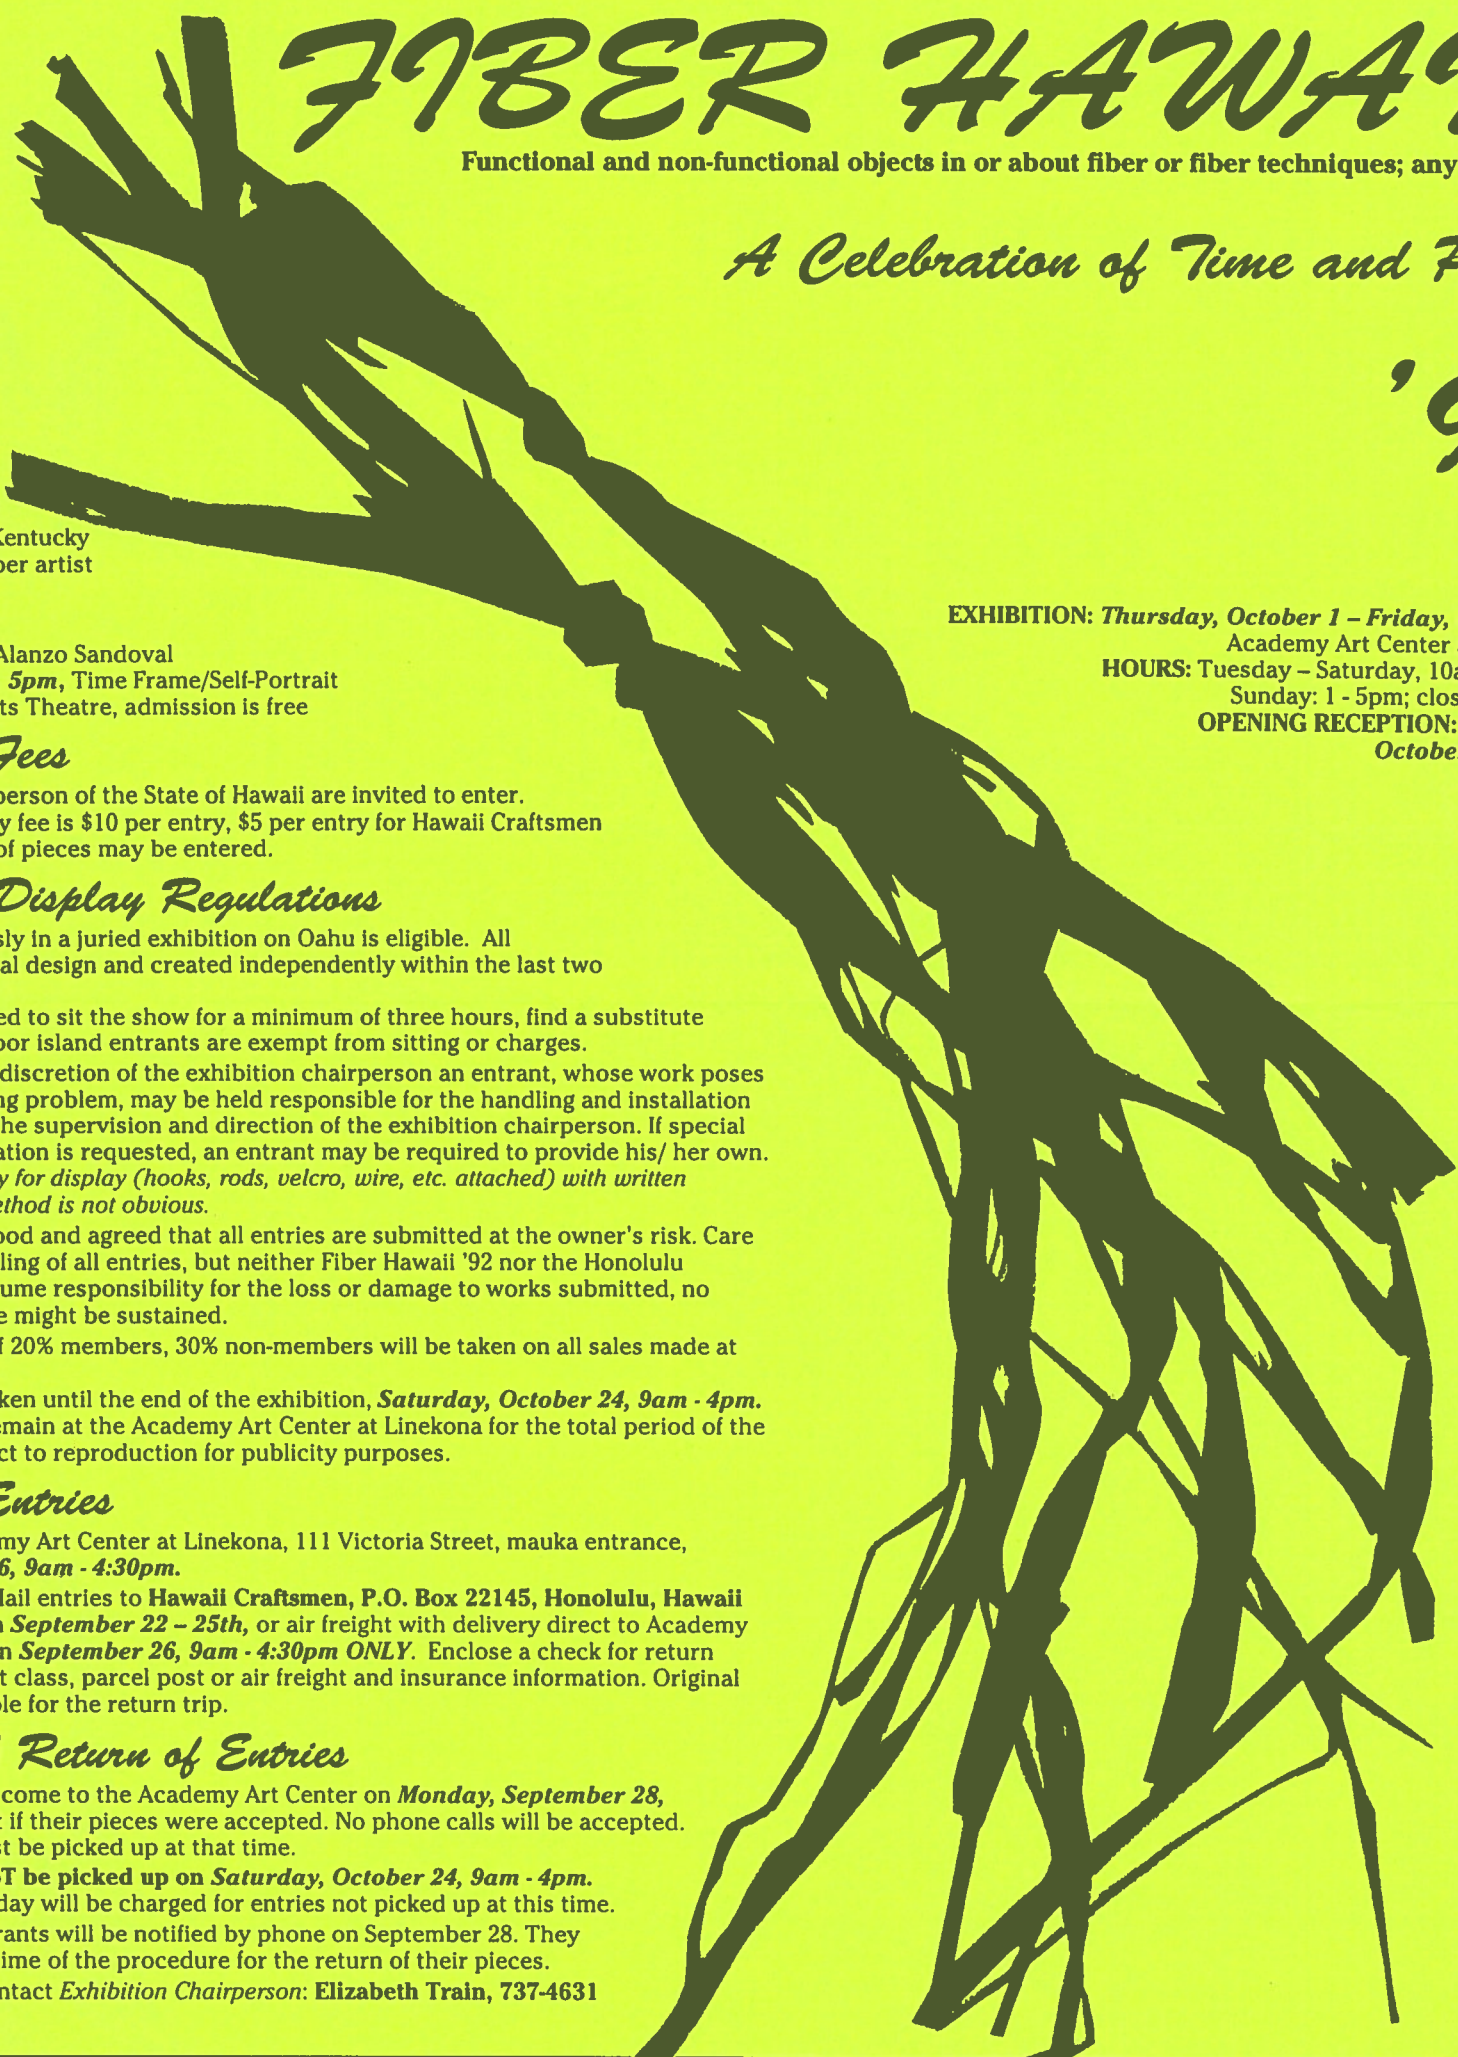 FIBER HAWAI
Functional and non-functional objects in or about fiber or fiber techniques; any
A Celebration of Time and P
'9
Kentucky
per artist
EXHIBITION: Thursday, October 1 – Friday,
Academy Art Center
HOURS: Tuesday – Saturday, 10a
Sunday: 1 - 5pm; clos
OPENING RECEPTION:
October
Alanzo Sandoval
5pm, Time Frame/Self-Portrait
ts Theatre, admission is free
Fees
person of the State of Hawaii are invited to enter.
y fee is $10 per entry, $5 per entry for Hawaii Craftsmen
of pieces may be entered.
Display Regulations
sly in a juried exhibition on Oahu is eligible. All
al design and created independently within the last two
ed to sit the show for a minimum of three hours, find a substitute
bor island entrants are exempt from sitting or charges.
discretion of the exhibition chairperson an entrant, whose work poses
ng problem, may be held responsible for the handling and installation
the supervision and direction of the exhibition chairperson. If special
ation is requested, an entrant may be required to provide his/ her own.
y for display (hooks, rods, velcro, wire, etc. attached) with written
ethod is not obvious.
ood and agreed that all entries are submitted at the owner's risk. Care
ling of all entries, but neither Fiber Hawaii '92 nor the Honolulu
ume responsibility for the loss or damage to works submitted, no
e might be sustained.
f 20% members, 30% non-members will be taken on all sales made at
ken until the end of the exhibition, Saturday, October 24, 9am - 4pm.
emain at the Academy Art Center at Linekona for the total period of the
ct to reproduction for publicity purposes.
Entries
my Art Center at Linekona, 111 Victoria Street, mauka entrance,
6, 9am - 4:30pm.
Mail entries to Hawaii Craftsmen, P.O. Box 22145, Honolulu, Hawaii
n September 22 – 25th, or air freight with delivery direct to Academy
n September 26, 9am - 4:30pm ONLY. Enclose a check for return
t class, parcel post or air freight and insurance information. Original
ble for the return trip.
Return of Entries
come to the Academy Art Center on Monday, September 28,
t if their pieces were accepted. No phone calls will be accepted.
st be picked up at that time.
ST be picked up on Saturday, October 24, 9am - 4pm.
day will be charged for entries not picked up at this time.
rants will be notified by phone on September 28. They
time of the procedure for the return of their pieces.
ntact Exhibition Chairperson: Elizabeth Train, 737-4631